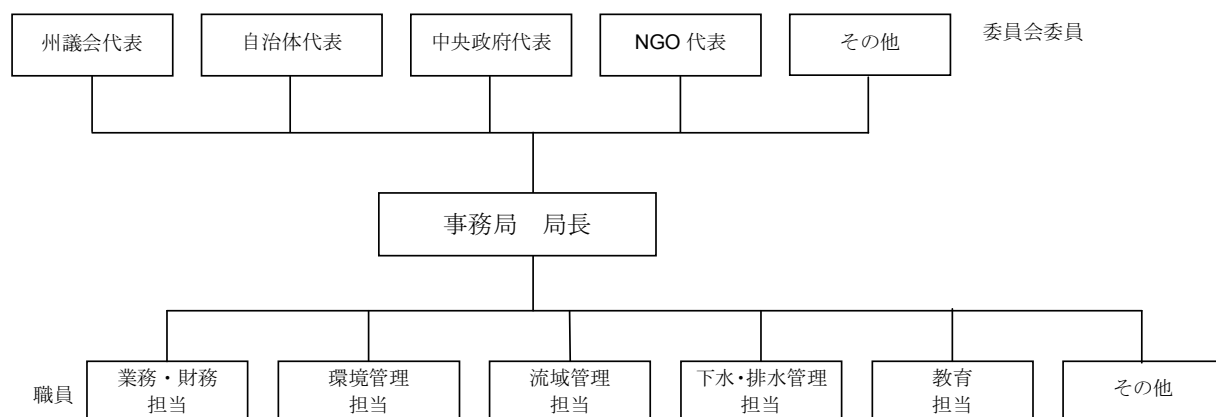 州議会代表
自治体代表
中央政府代表
NGO 代表
その他
委員会委員
事務局　局長
職員
業務・財務
担当
環境管理
担当
流域管理
担当
下水・排水管理
担当
教育
担当
その他